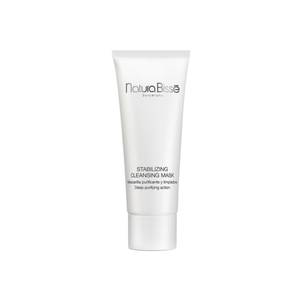 Natura Bissé
STABILIZING
CLEANSING MASK
Mascarilla purificante y limpiadora
Deep purifying action